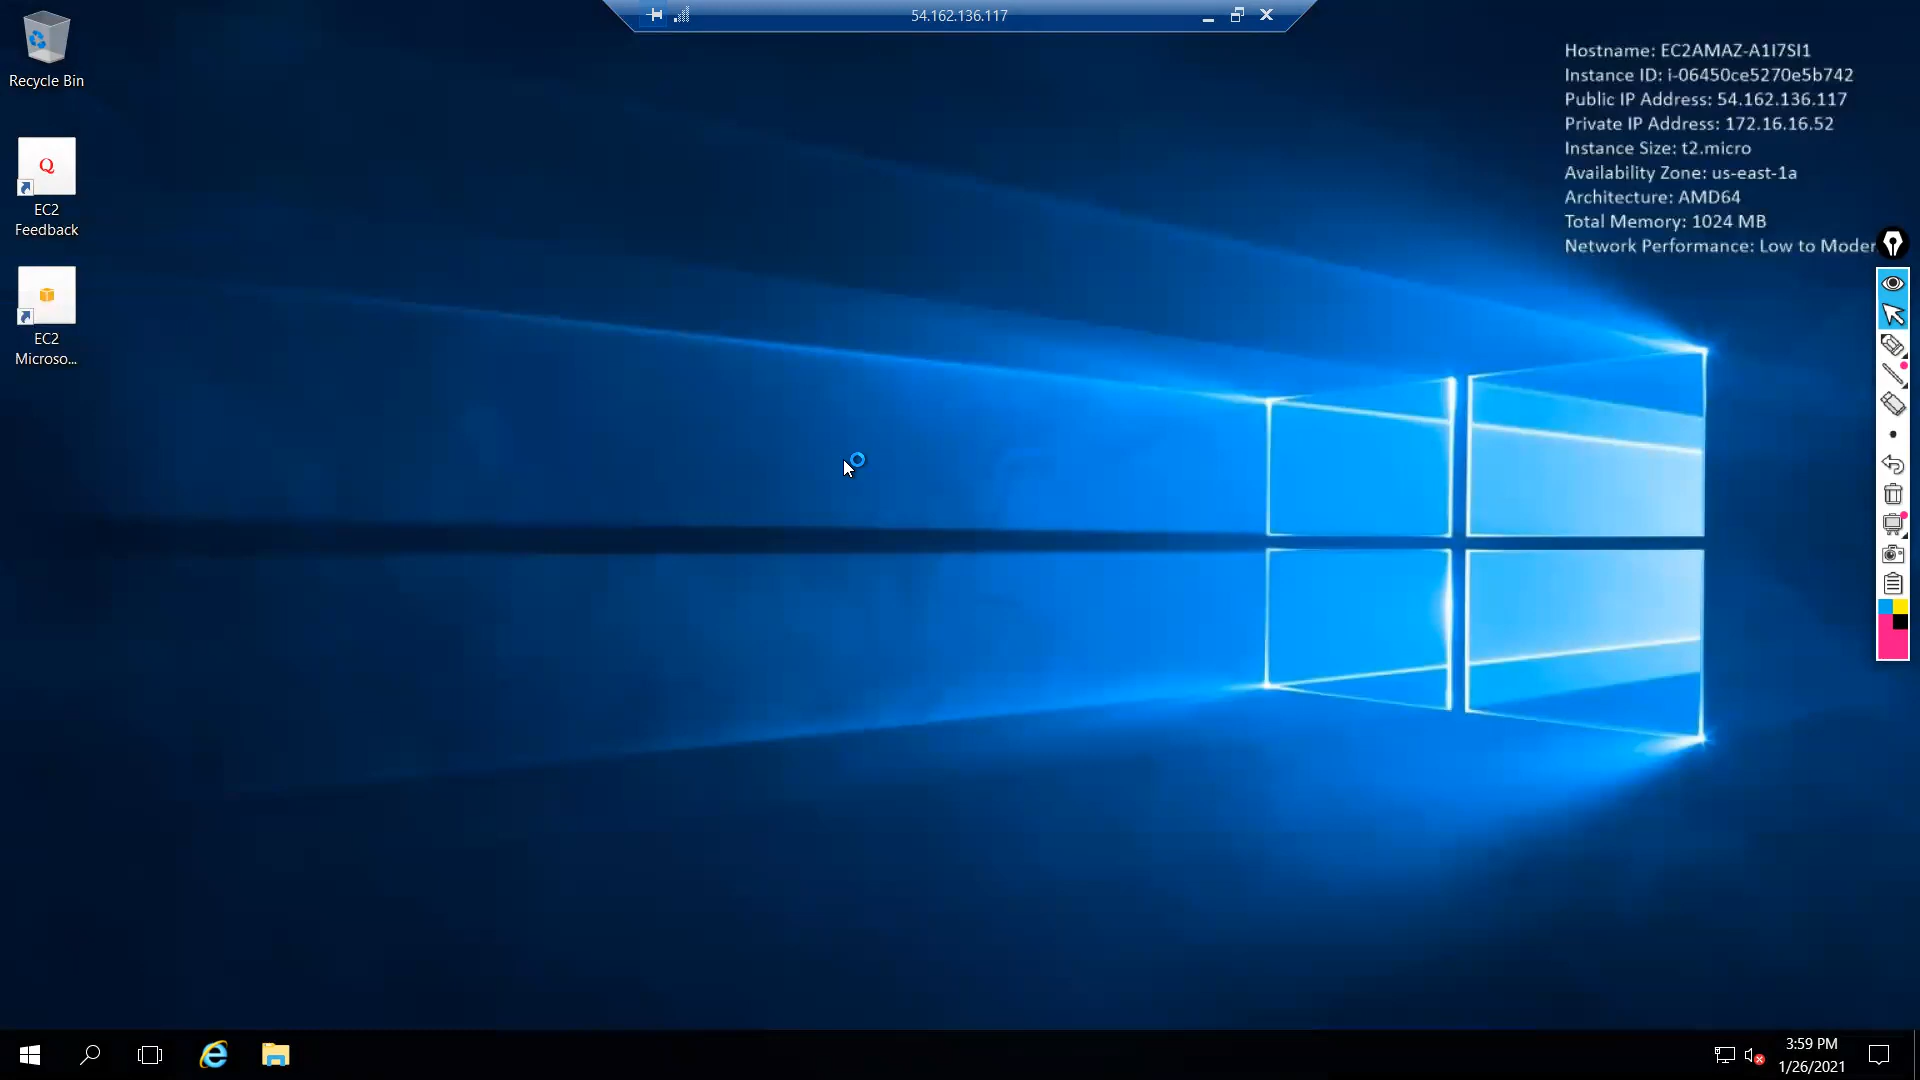 54.162.136.117
Recycle Bin
Q
EC2
Feedback
EC2
Microso...
Hostname: EC2AMAZ-A1I7SI1
Instance ID: i-06450ce5270e5b742
Public IP Address: 54.162.136.117
Private IP Address: 172.16.16.52
Instance Size: t2.micro
Availability Zone: us-east-1a
Architecture: AMD64
Total Memory: 1024 MB
Network Performance: Low to Moder
3:59 PM
1/26/2021